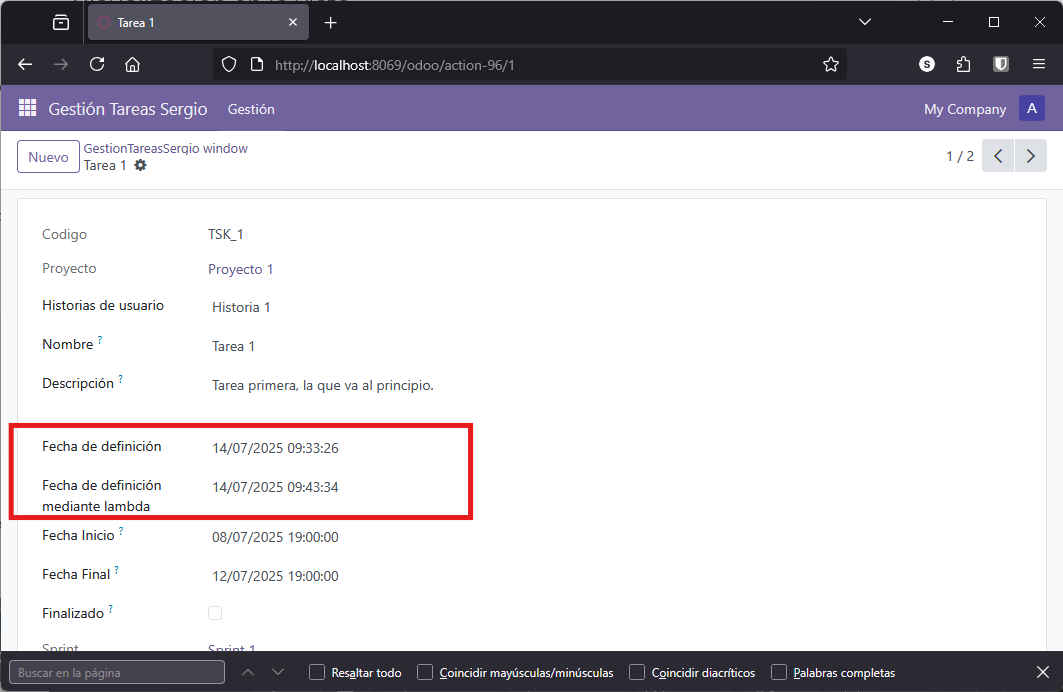 Tarea 1
http://localhost:8069/odoo/action-96/1
S
Gestión Tareas Sergio
Gestión
My Company
A
Nuevo
GestionTareasSergio window
Tarea 1
1 / 2
Codigo
TSK_1
Proyecto
Proyecto 1
Historias de usuario
Historia 1
Nombre ?
Tarea 1
Descripción ?
Tarea primera, la que va al principio.
Fecha de definición
14/07/2025 09:33:26
Fecha de definición
mediante lambda
14/07/2025 09:43:34
Fecha Inicio ?
08/07/2025 19:00:00
Fecha Final ?
12/07/2025 19:00:00
Finalizado ?
Sprint
Sprint 1
Buscar en la página
Resaltar todo
Coincidir mayúsculas/minúsculas
Coincidir diacríticos
Palabras completas